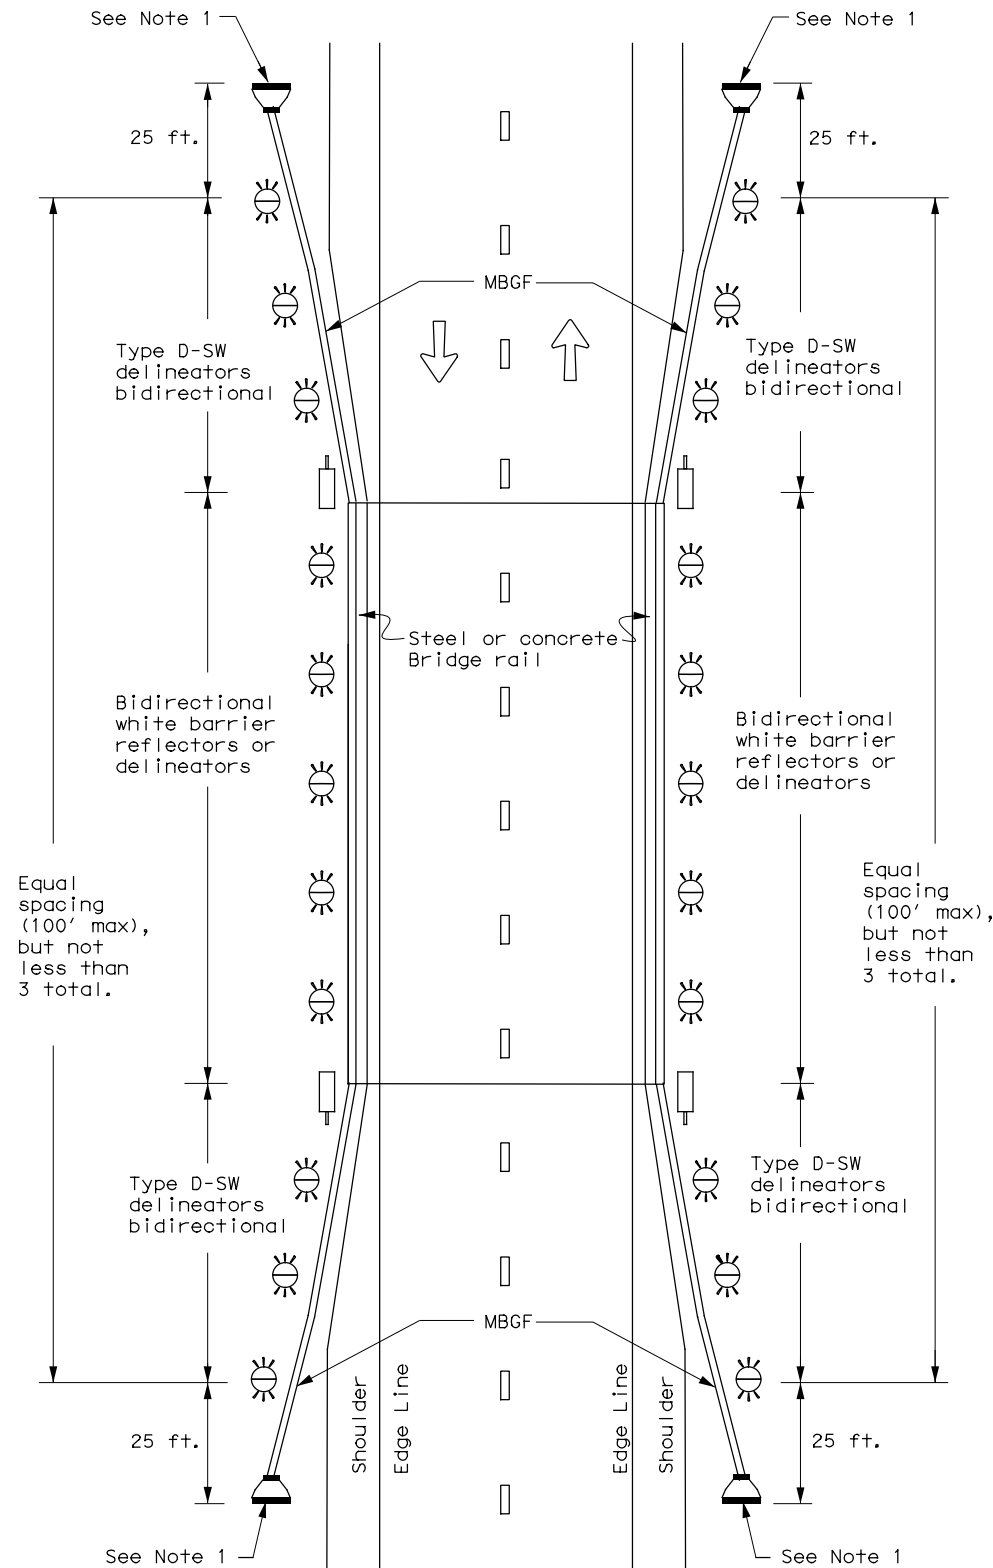 See Note 1
See Note 1
25 ft.
25 ft.
MBGF
Type D-SW
delineators
bidirectional
Type D-SW
delineators
bidirectional
Steel or concrete
Bridge rail
Bidirectional
white barrier
reflectors or
delineators
Bidirectional
white barrier
reflectors or
delineators
Equal
spacing
(100' max),
but not
less than
3 total.
Equal
spacing
(100' max),
but not
less than
3 total.
Type D-SW
delineators
bidirectional
Type D-SW
delineators
bidirectional
MBGF
Shoulder
Edge Line
Edge Line
Shoulder
25 ft.
25 ft.
See Note 1
See Note 1